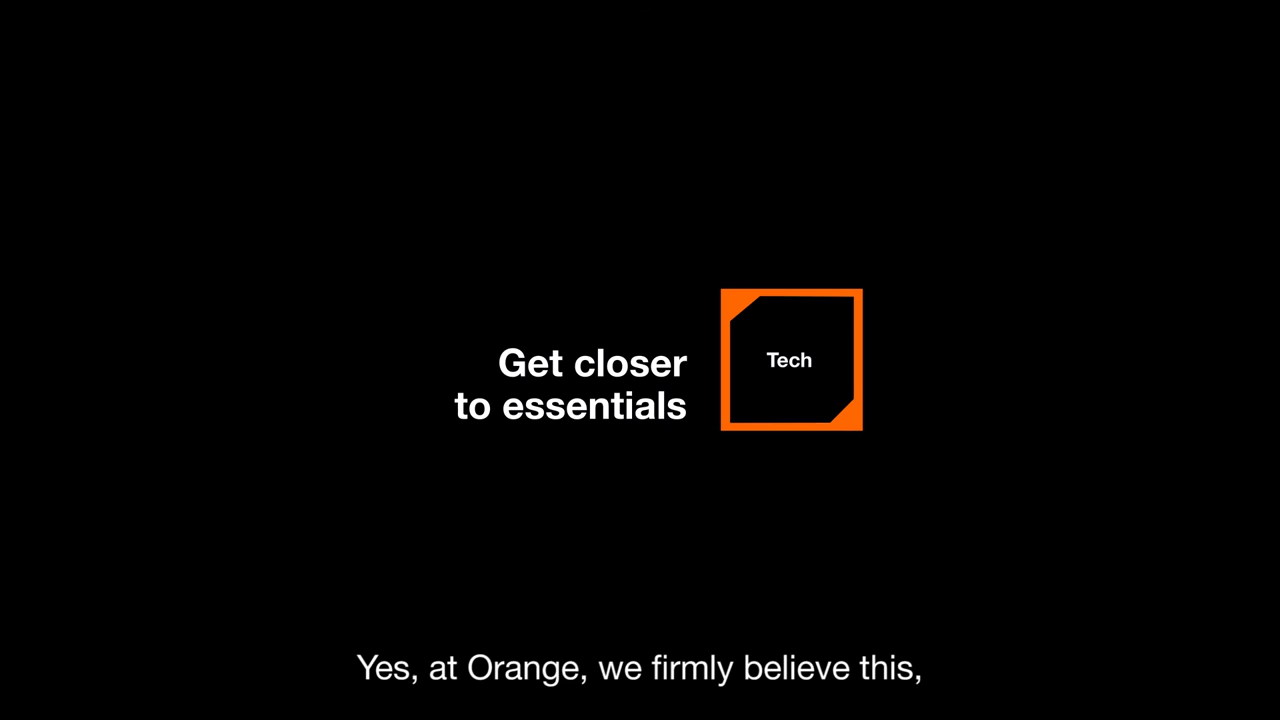 Get closer
to essentials
Tech
Yes, at Orange, we firmly believe this,